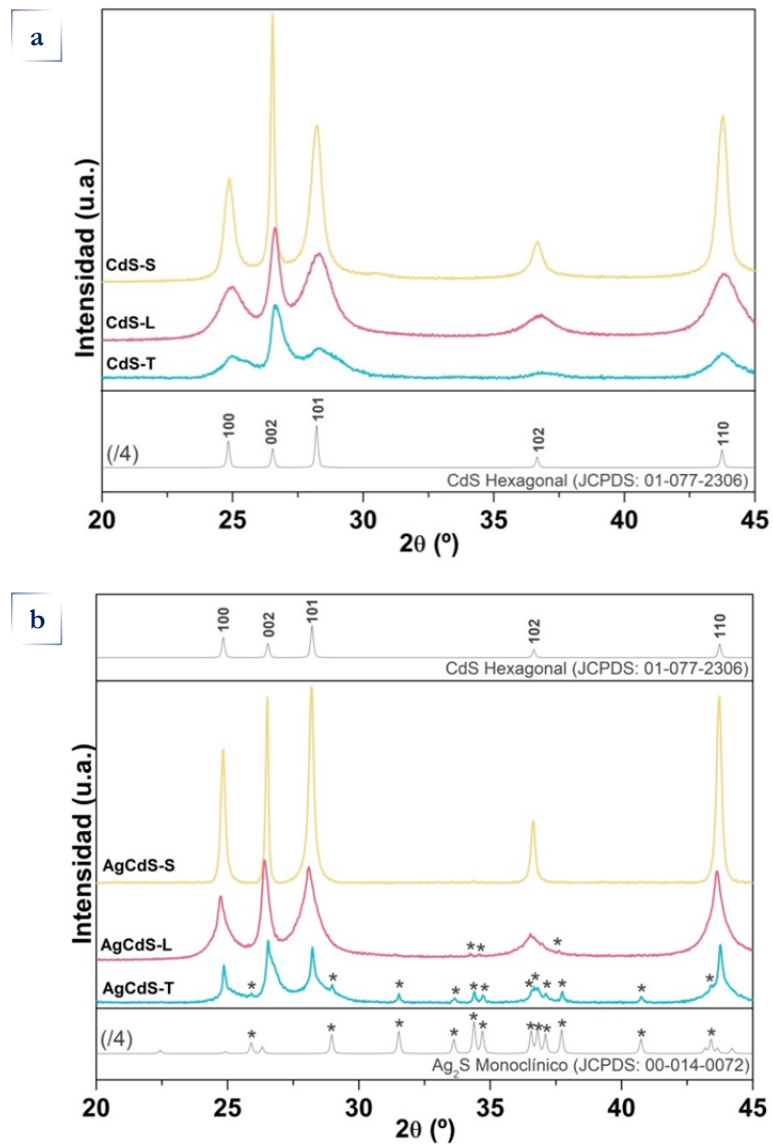 a
Intensidad (u.a.)
CdS-S
CdS-L
CdS-T
(/4)
100
002
101
102
110
CdS Hexagonal (JCPDS: 01-077-2306)
20 25 30 35 40 45
2θ (º)
b
100
002
101
102
110
CdS Hexagonal (JCPDS: 01-077-2306)
Intensidad (u.a.)
AgCdS-S
AgCdS-L
* * *
AgCdS-T
* * * * * * * * * * * *
(/4)
* * * * * * * * * * * *
Ag₂S Monoclínico (JCPDS: 00-014-0072)
20 25 30 35 40 45
2θ (º)